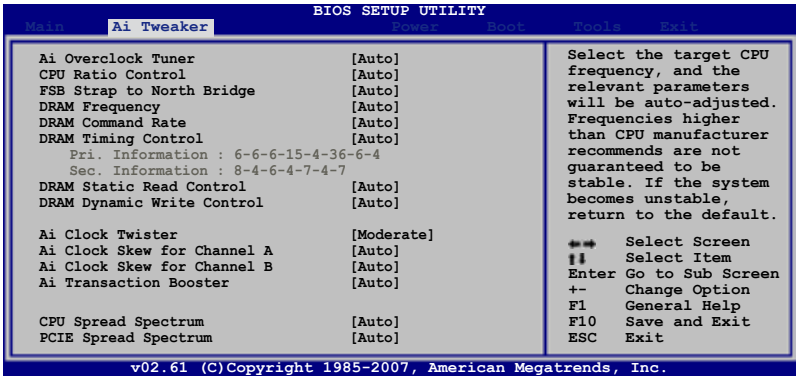 BIOS SETUP UTILITY
Main Ai Tweaker Power Boot Tools Exit
Ai Overclock Tuner [Auto]
CPU Ratio Control [Auto]
FSB Strap to North Bridge [Auto]
DRAM Frequency [Auto]
DRAM Command Rate [Auto]
DRAM Timing Control [Auto]
Pri. Information : 6-6-6-15-4-36-6-4
Sec. Information : 8-4-6-4-7-4-7
DRAM Static Read Control [Auto]
DRAM Dynamic Write Control [Auto]
Ai Clock Twister [Moderate]
Ai Clock Skew for Channel A [Auto]
Ai Clock Skew for Channel B [Auto]
Ai Transaction Booster [Auto]
CPU Spread Spectrum [Auto]
PCIE Spread Spectrum [Auto]
Select the target CPU
frequency, and the
relevant parameters
will be auto-adjusted.
Frequencies higher
than CPU manufacturer
recommends are not
guaranteed to be
stable. If the system
becomes unstable,
return to the default.
Select Screen
Select Item
Enter Go to Sub Screen
+- Change Option
F1 General Help
F10 Save and Exit
ESC Exit
v02.61 (C)Copyright 1985-2007, American Megatrends, Inc.